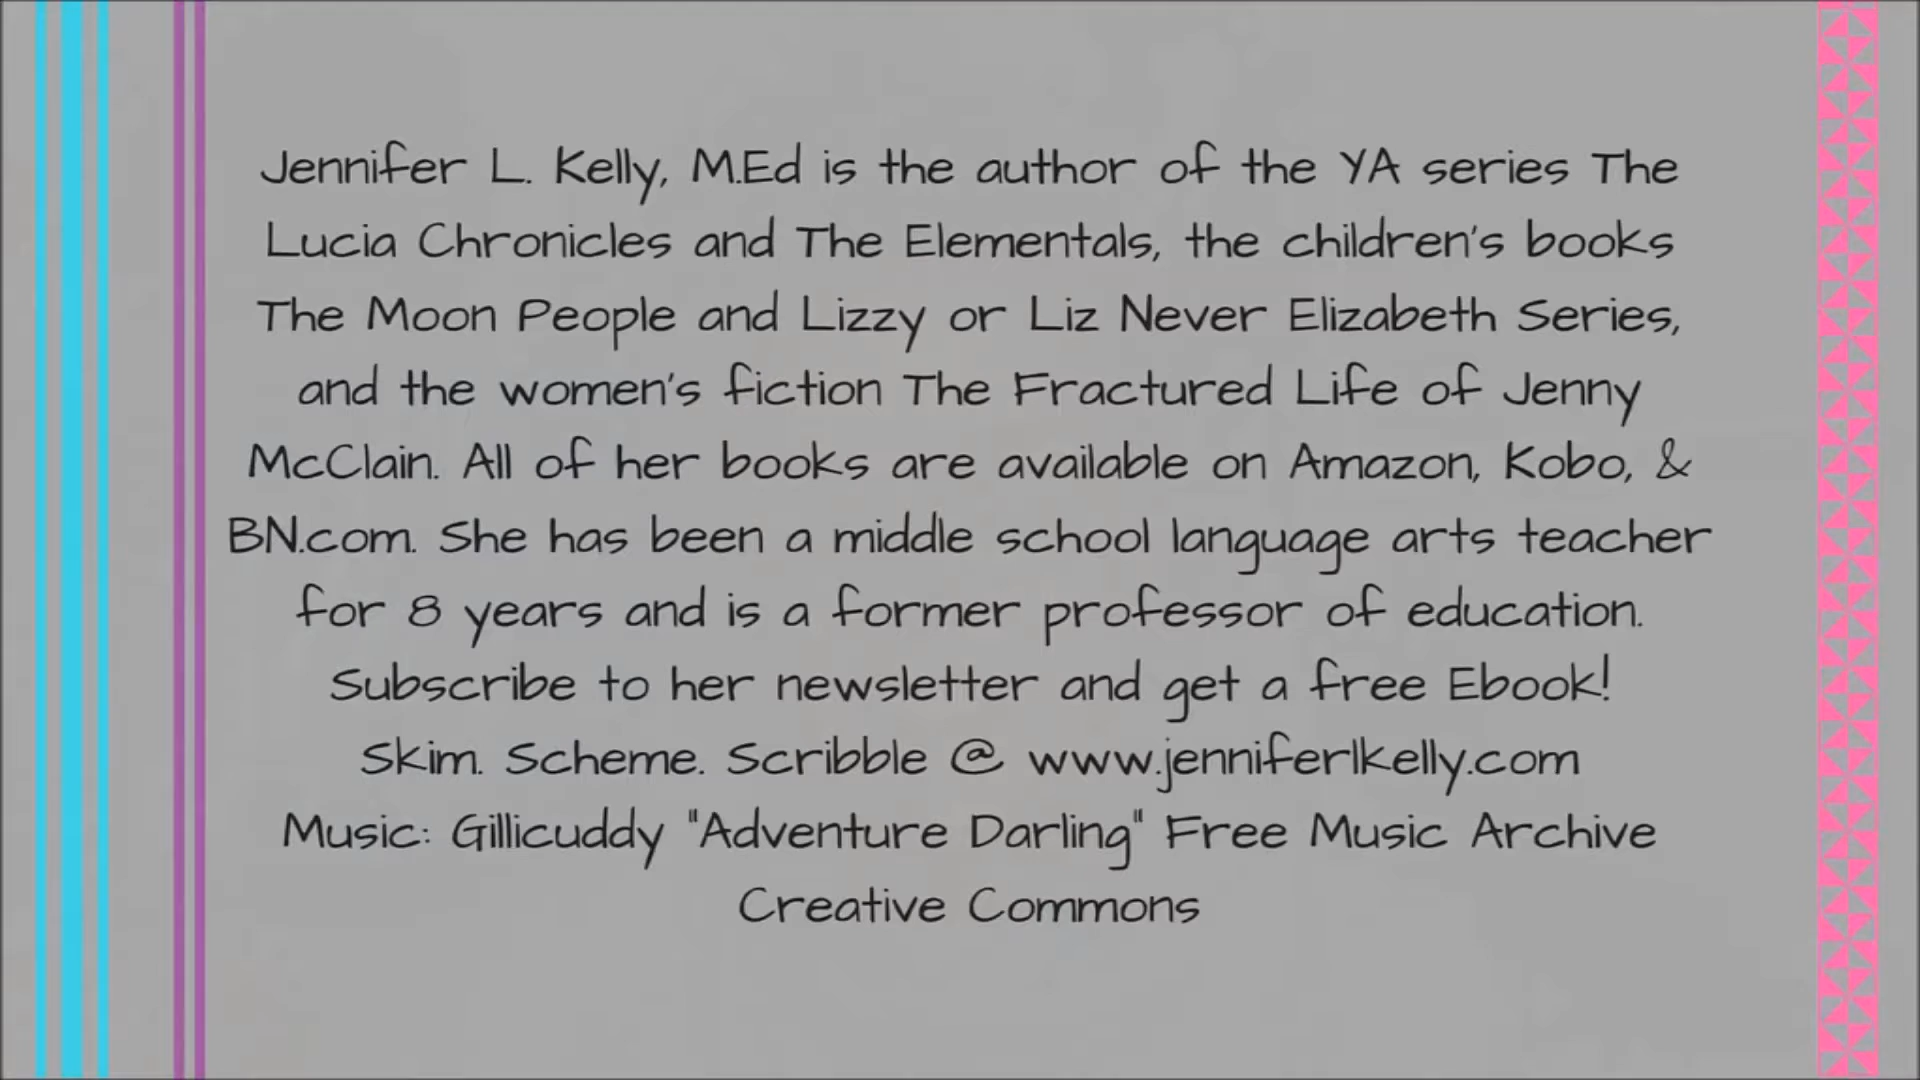 Jennifer L. Kelly, M.Ed is the author of the YA series The
Lucia Chronicles and The Elementals, the children's books
The Moon People and Lizzy or Liz Never Elizabeth Series,
and the women's fiction The Fractured Life of Jenny
McClain. All of her books are available on Amazon, Kobo, &
BN.com. She has been a middle school language arts teacher
for 8 years and is a former professor of education.
Subscribe to her newsletter and get a free Ebook!
Skim. Scheme. Scribble @ www.jenniferlkelly.com
Music: Gillicuddy "Adventure Darling" Free Music Archive
Creative Commons